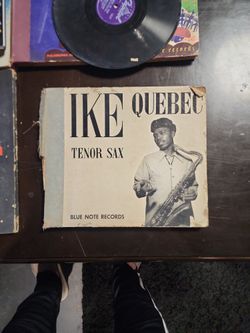 IKE QUEBEC
TENOR SAX
BLUE NOTE RECORDS